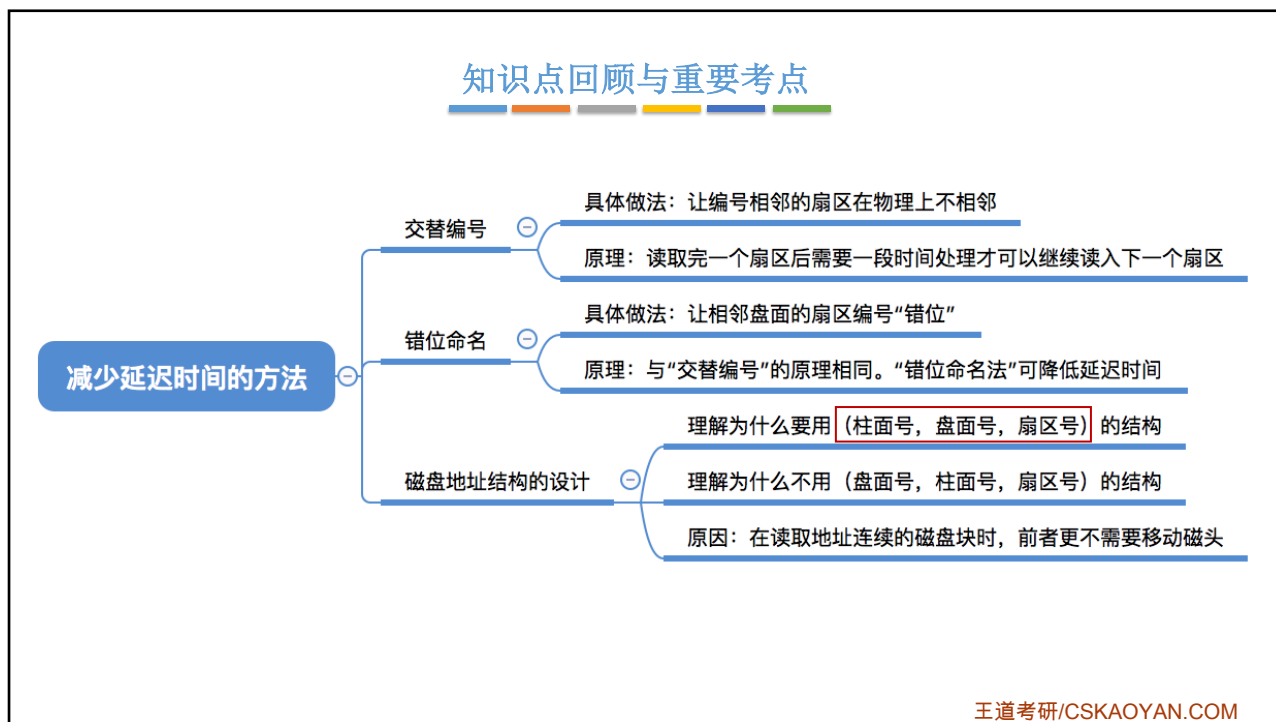 知识点回顾与重要考点
减少延迟时间的方法
交替编号
具体做法：让编号相邻的扇区在物理上不相邻
原理：读取完一个扇区后需要一段时间处理才可以继续读入下一个扇区
错位命名
具体做法：让相邻盘面的扇区编号“错位”
原理：与“交替编号”的原理相同。“错位命名法”可降低延迟时间
磁盘地址结构的设计
理解为什么要用（柱面号，盘面号，扇区号）的结构
理解为什么不用（盘面号，柱面号，扇区号）的结构
原因：在读取地址连续的磁盘块时，前者更不需要移动磁头
王道考研/CSKAOYAN.COM